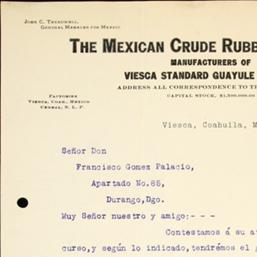 John C. Treadwell,
General Manager for Mexico
The Mexican Crude Rubb
MANUFACTURERS OF
VIESCA STANDARD GUAYULE
ADDRESS ALL CORRESPONDENCE TO TH
CAPITAL STOCK, $1,500,000.00
Factories
Viesca, Coah., Mexico
Cedral, S. L. P.
Viesca, Coahuila, M
Señor Don
Francisco Gomez Palacio,
Apartado No.85,
Durango,Dgo.
Muy Señor nuestro y amigo:- - -
Contestamos á su at
curso,y según lo indicado,tendrémos el g